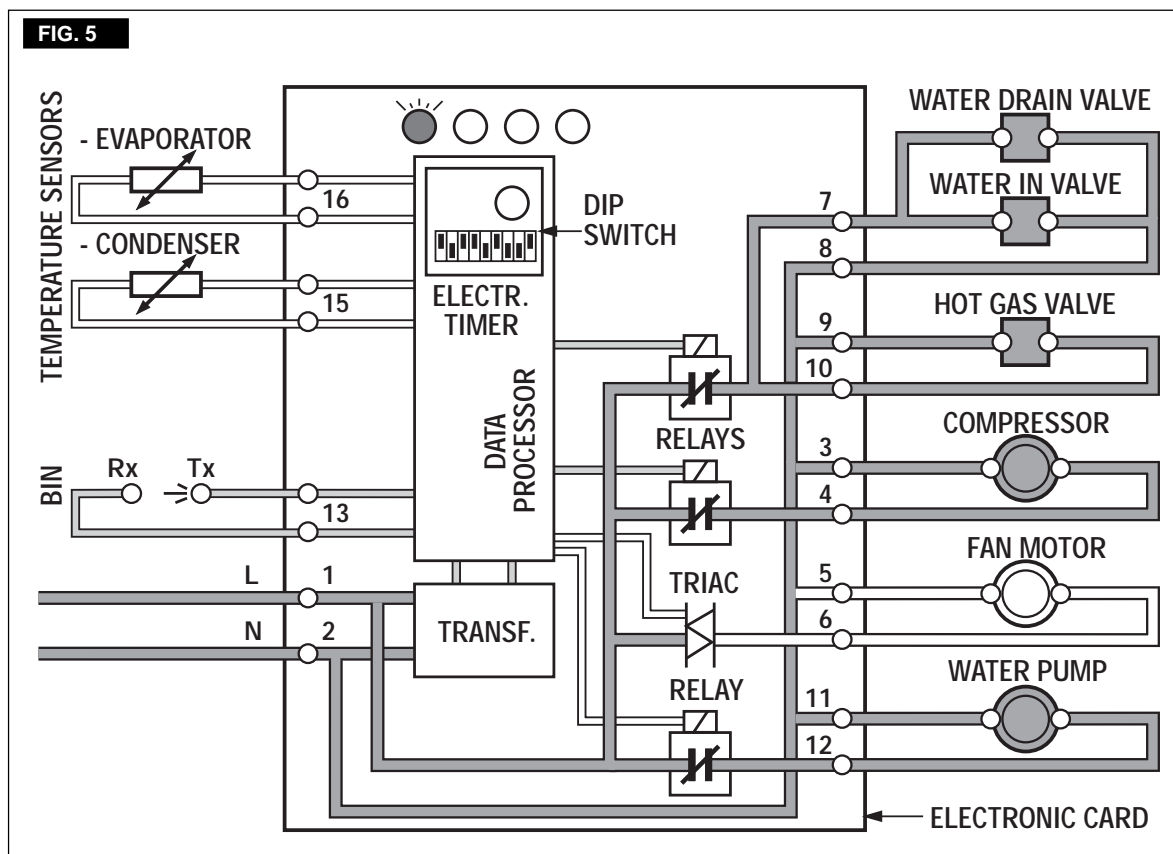 FIG. 5
TEMPERATURE SENSORS
- EVAPORATOR
16
- CONDENSER
15
BIN
Rx
Tx
13
L
1
N
2
DIP
SWITCH
ELECTR.
TIMER
DATA
PROCESSOR
TRANSF.
RELAYS
TRIAC
RELAY
7
8
9
10
3
4
5
6
11
12
WATER DRAIN VALVE
WATER IN VALVE
HOT GAS VALVE
COMPRESSOR
FAN MOTOR
WATER PUMP
ELECTRONIC CARD